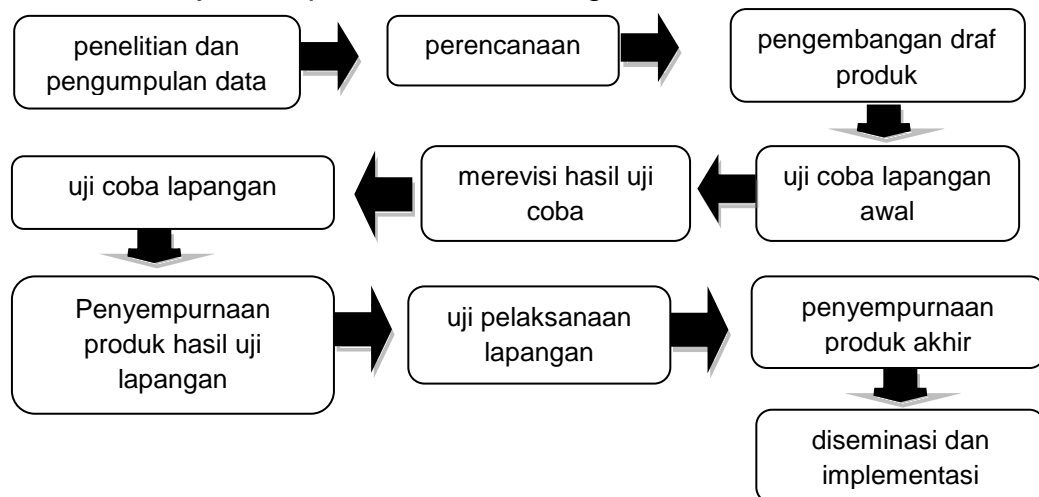 penelitian dan
pengumpulan data
perencanaan
pengembangan draf
produk
uji coba lapangan
awal
merevisi hasil uji
coba
uji coba lapangan
Penyempurnaan
produk hasil uji
lapangan
uji pelaksanaan
lapangan
penyempurnaan
produk akhir
diseminasi dan
implementasi